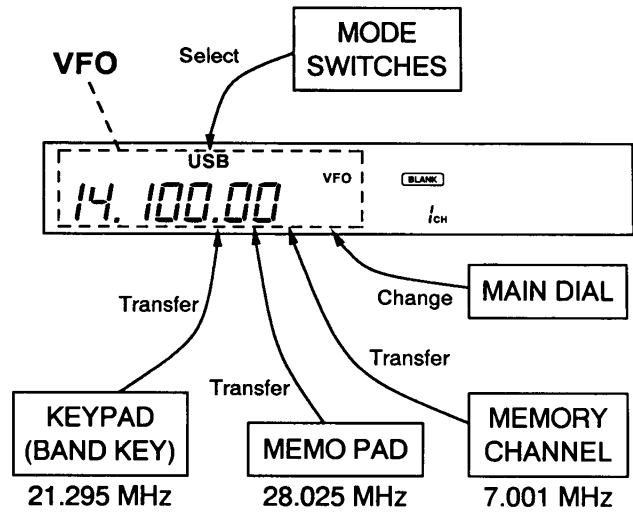 MODE
SWITCHES
VFO
Select
USB
VFO
BLANK
14.100.00
1CH
Transfer
Change
MAIN DIAL
Transfer
Transfer
KEYPAD
(BAND KEY)
MEMO PAD
MEMORY
CHANNEL
21.295 MHz
28.025 MHz
7.001 MHz